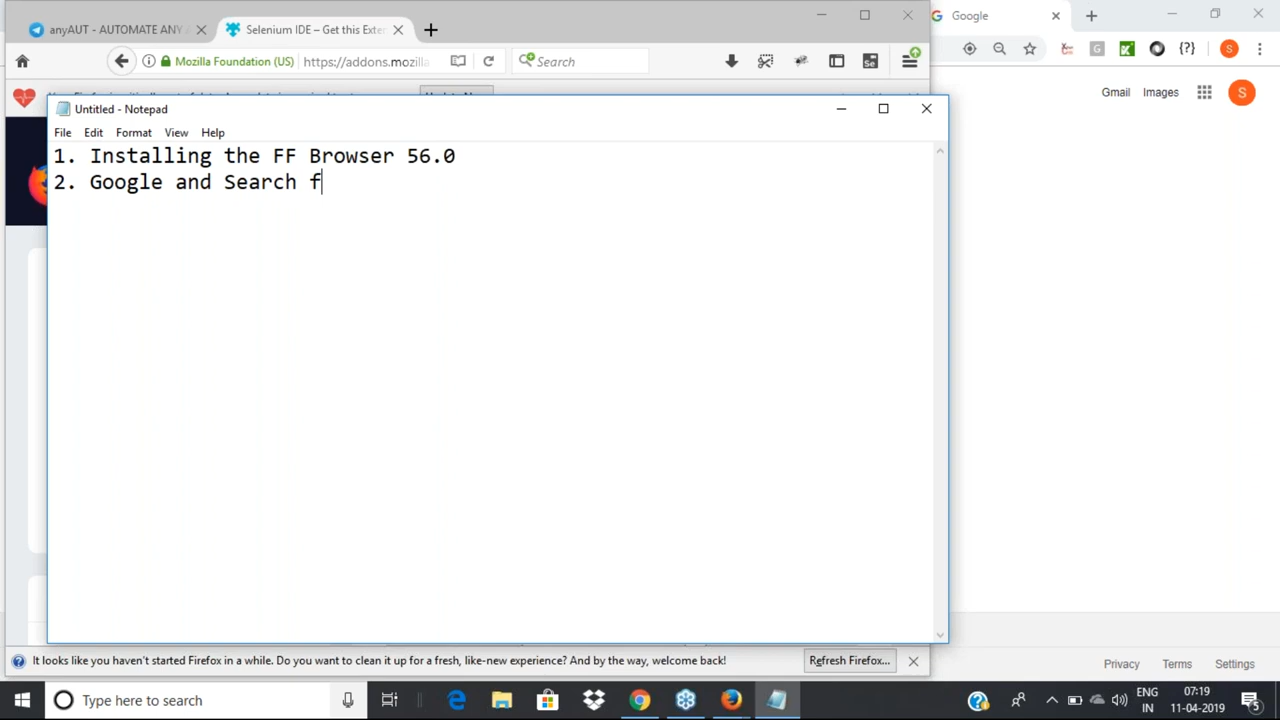 anyAUT - AUTOMATE ANY
Selenium IDE – Get this Exte
Google
Mozilla Foundation (US)
https://addons.mozilla
Search
Gmail
Images
S
S
Untitled - Notepad
File Edit Format View Help
1. Installing the FF Browser 56.0
2. Google and Search f
It looks like you haven't started Firefox in a while. Do you want to clean it up for a fresh, like-new experience? And by the way, welcome back!
Refresh Firefox...
Privacy Terms Settings
Type here to search
ENG
IN
07:19
11-04-2019
5